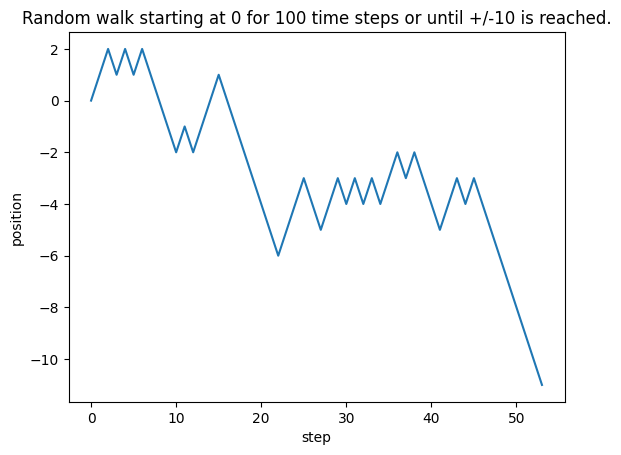 Random walk starting at 0 for 100 time steps or until +/-10 is reached.
2
0
−2
−4
−6
−8
−10
position
0 10 20 30 40 50
step